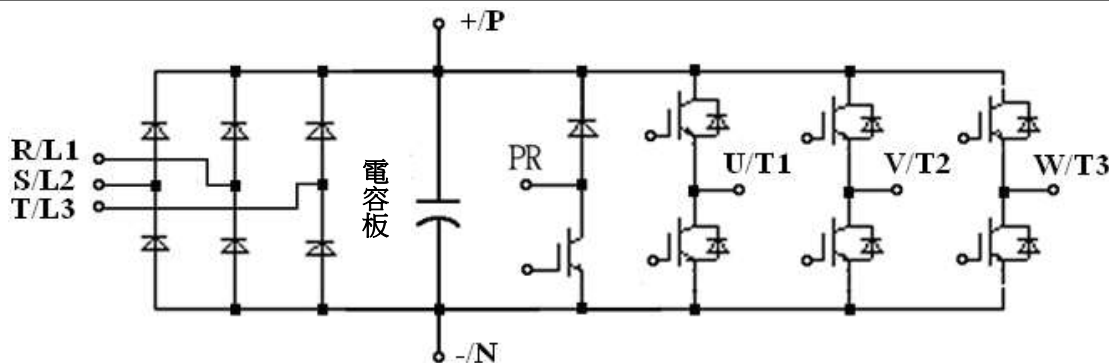 +/P
R/L1
S/L2
T/L3
電容板
PR
U/T1
V/T2
W/T3
-/N